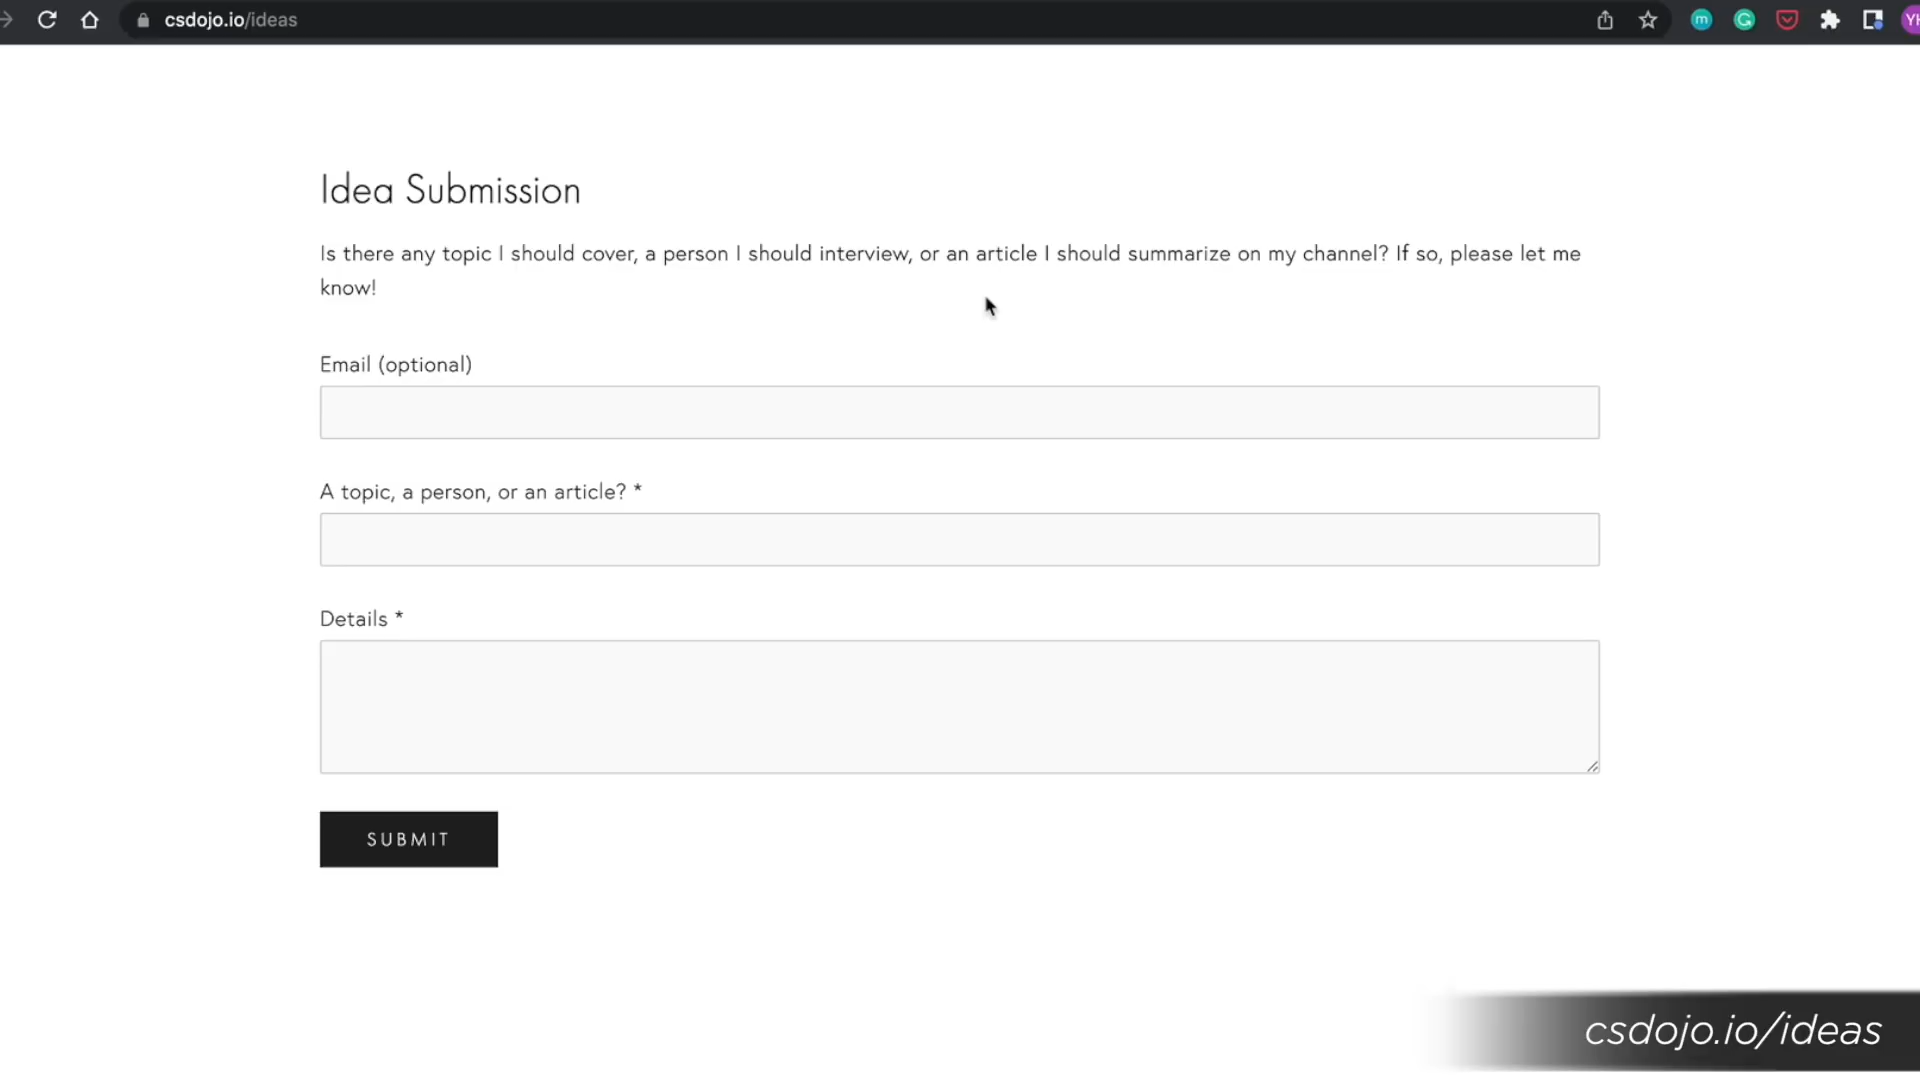 csdojo.io/ideas
m
G
YH
Idea Submission
Is there any topic I should cover, a person I should interview, or an article I should summarize on my channel? If so, please let me
know!
Email (optional)
A topic, a person, or an article? *
Details *
SUBMIT
csdojo.io/ideas